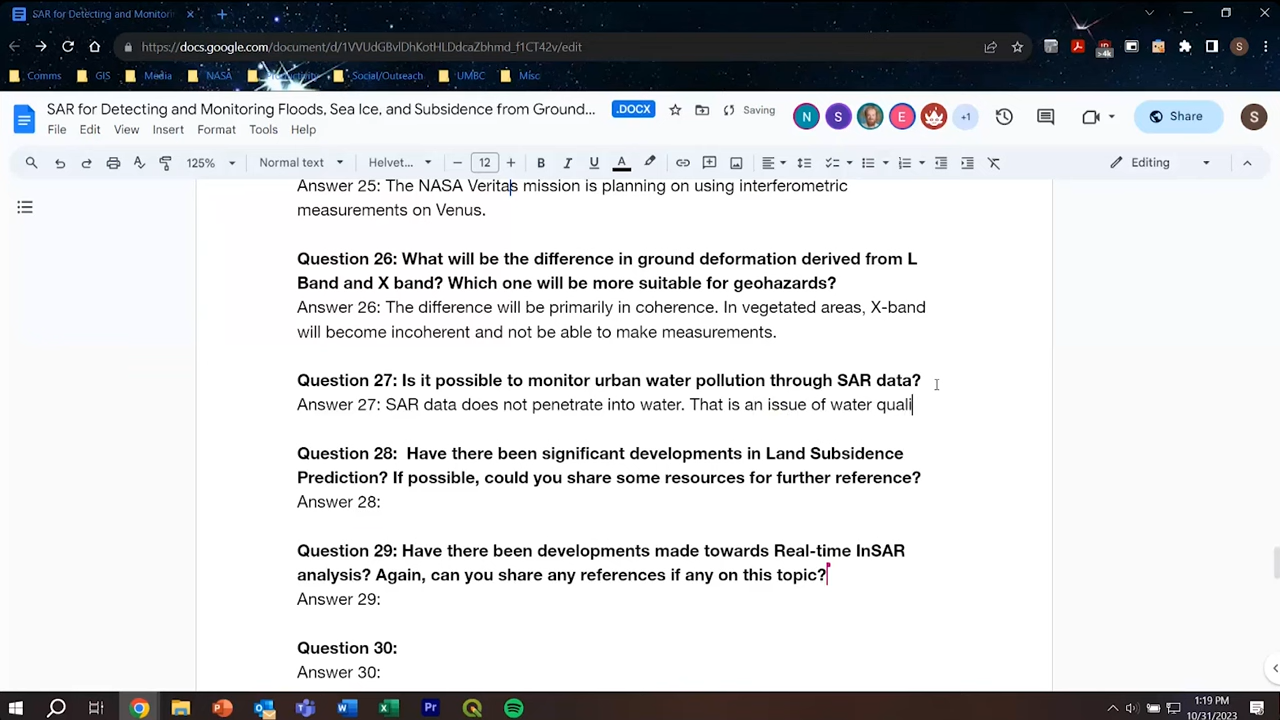 SAR for Detecting and Monitori
https://docs.google.com/document/d/1VVUdGBvlDhKotHLDdcaZbhmd_f1CT42v/edit
S
>4k
Comms
GIS
Media
NASA
Social/Outreach
UMBC
Misc
SAR for Detecting and Monitoring Floods, Sea Ice, and Subsidence from Ground...
.DOCX
Saving
N
S
E
+1
Share
S
File Edit View Insert Format Tools Help
125%
Normal text
Helvet...
12
B I U A
Editing
Answer 25: The NASA Veritas mission is planning on using interferometric
measurements on Venus.
Question 26: What will be the difference in ground deformation derived from L
Band and X band? Which one will be more suitable for geohazards?
Answer 26: The difference will be primarily in coherence. In vegetated areas, X-band
will become incoherent and not be able to make measurements.
Question 27: Is it possible to monitor urban water pollution through SAR data?
Answer 27: SAR data does not penetrate into water. That is an issue of water quali
Question 28: Have there been significant developments in Land Subsidence
Prediction? If possible, could you share some resources for further reference?
Answer 28:
Question 29: Have there been developments made towards Real-time InSAR
analysis? Again, can you share any references if any on this topic?
Answer 29:
Question 30:
Answer 30:
1:19 PM
10/31/2023